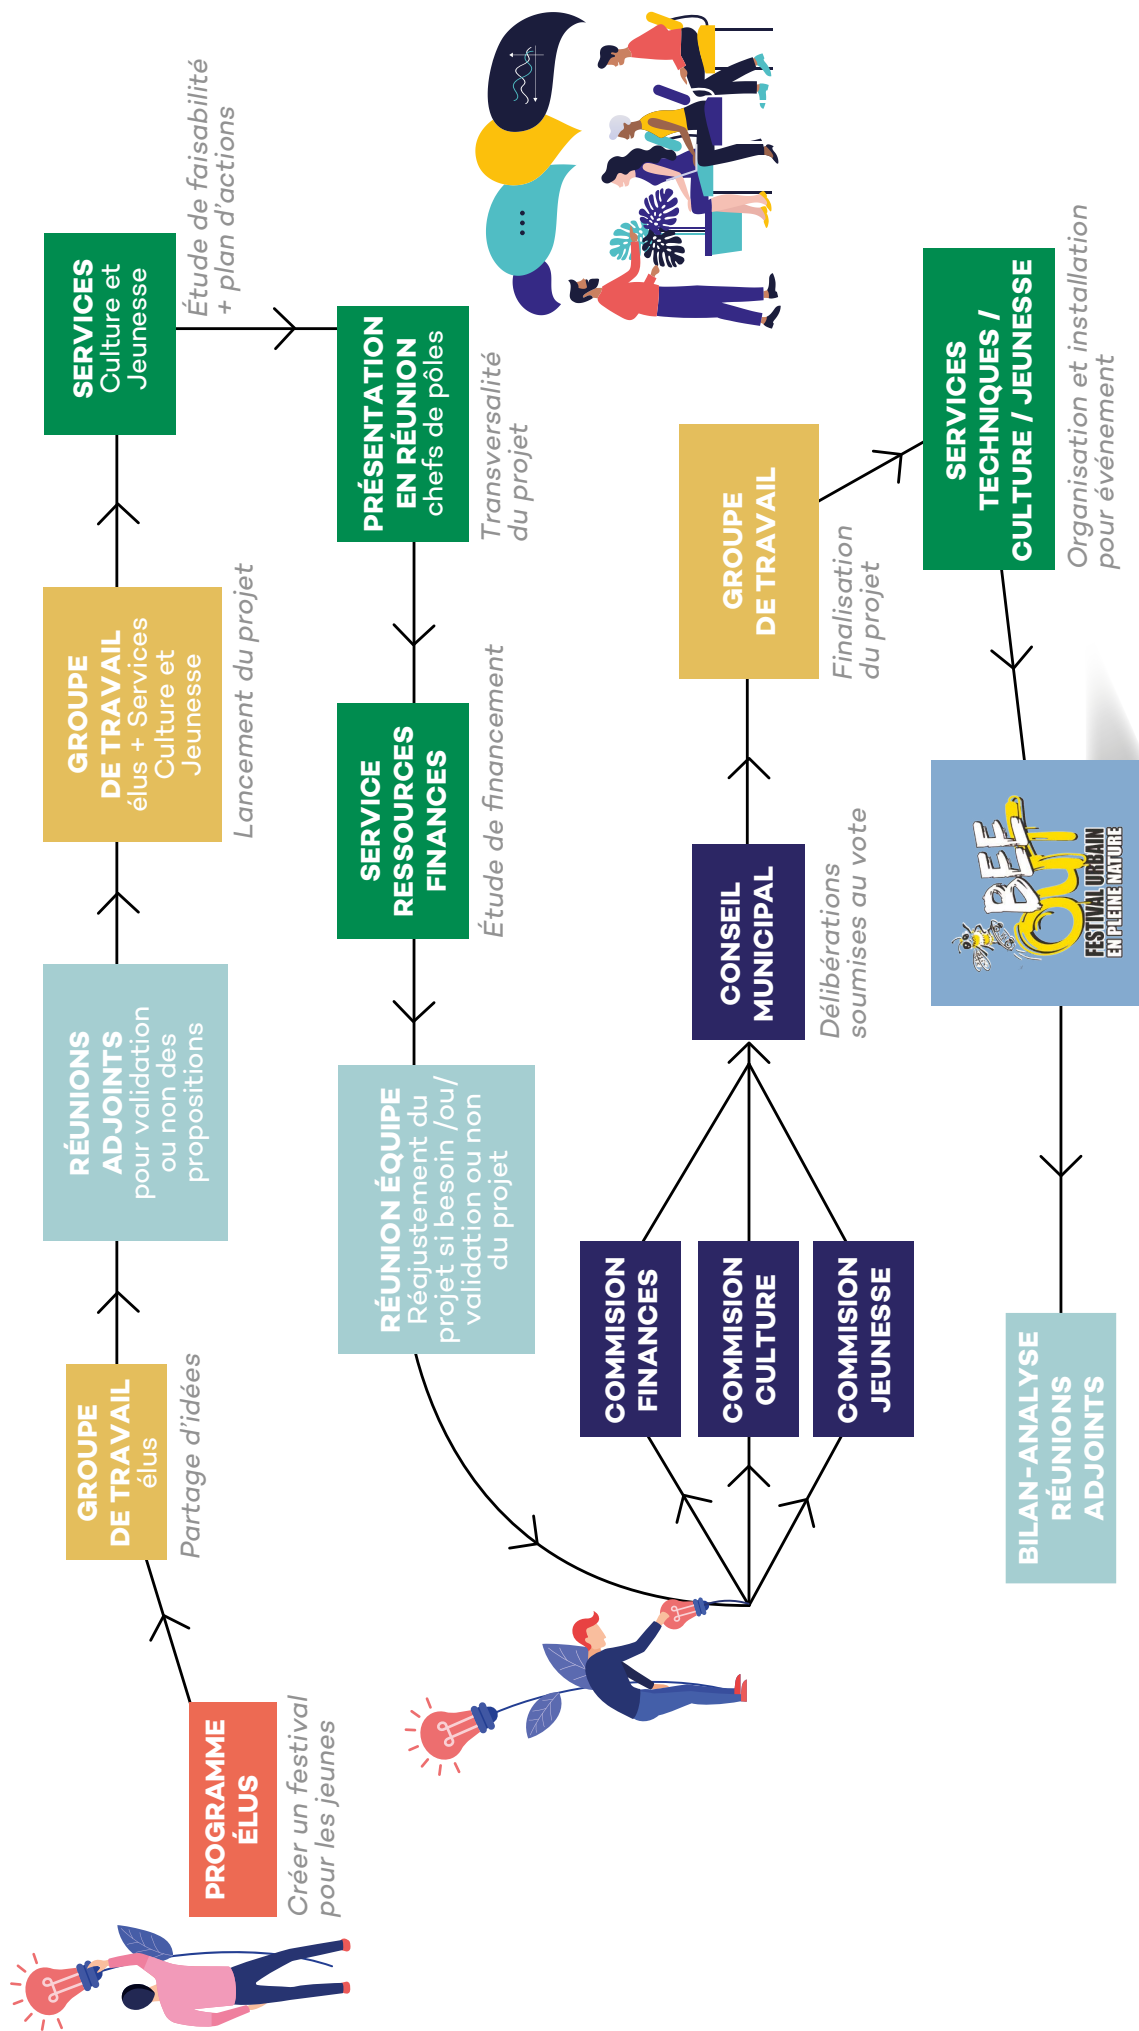 PROGRAMME
ÉLUS
Créer un festival
pour les jeunes
GROUPE
DE TRAVAIL
élus
Partage d'idées
RÉUNIONS
ADJOINTS
pour validation
ou non des
propositions
GROUPE
DE TRAVAIL
élus + Services
Culture et
Jeunesse
Lancement du projet
SERVICES
Culture et
Jeunesse
Étude de faisabilité
+ plan d'actions
PRÉSENTATION
EN RÉUNION
chefs de pôles
Transversalité
du projet
SERVICE
RESSOURCES
FINANCES
Étude de financement
RÉUNION ÉQUIPE
Réajustement du
projet si besoin /ou/
validation ou non
du projet
COMMISION
FINANCES
COMMISION
CULTURE
COMMISION
JEUNESSE
CONSEIL
MUNICIPAL
Délibérations
soumises au vote
GROUPE
DE TRAVAIL
Finalisation
du projet
SERVICES
TECHNIQUES /
CULTURE / JEUNESSE
Organisation et installation
pour événement
BEE
OUT
FESTIVAL URBAIN
EN PLEINE NATURE
BILAN-ANALYSE
RÉUNIONS
ADJOINTS